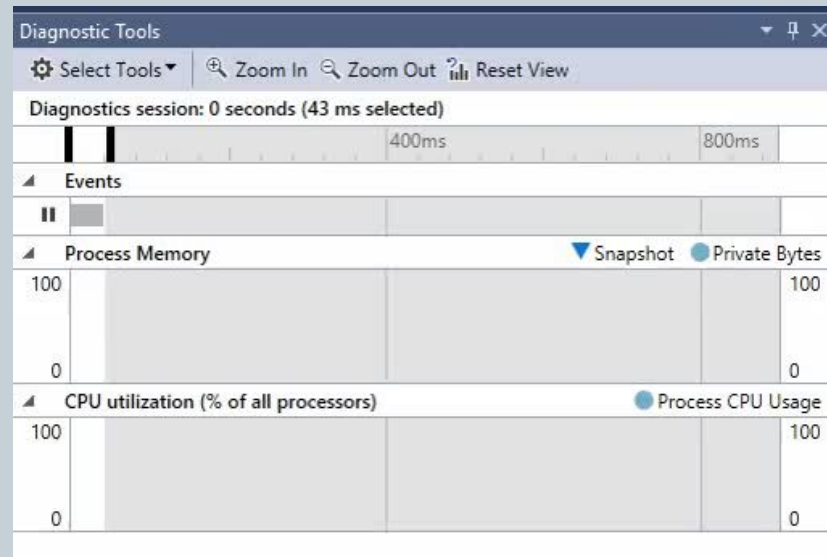 Diagnostic Tools
Select Tools Zoom In Zoom Out Reset View
Diagnostics session: 0 seconds (43 ms selected)
400ms 800ms
Events
Process Memory Snapshot Private Bytes
100 100
0 0
CPU utilization (% of all processors) Process CPU Usage
100 100
0 0